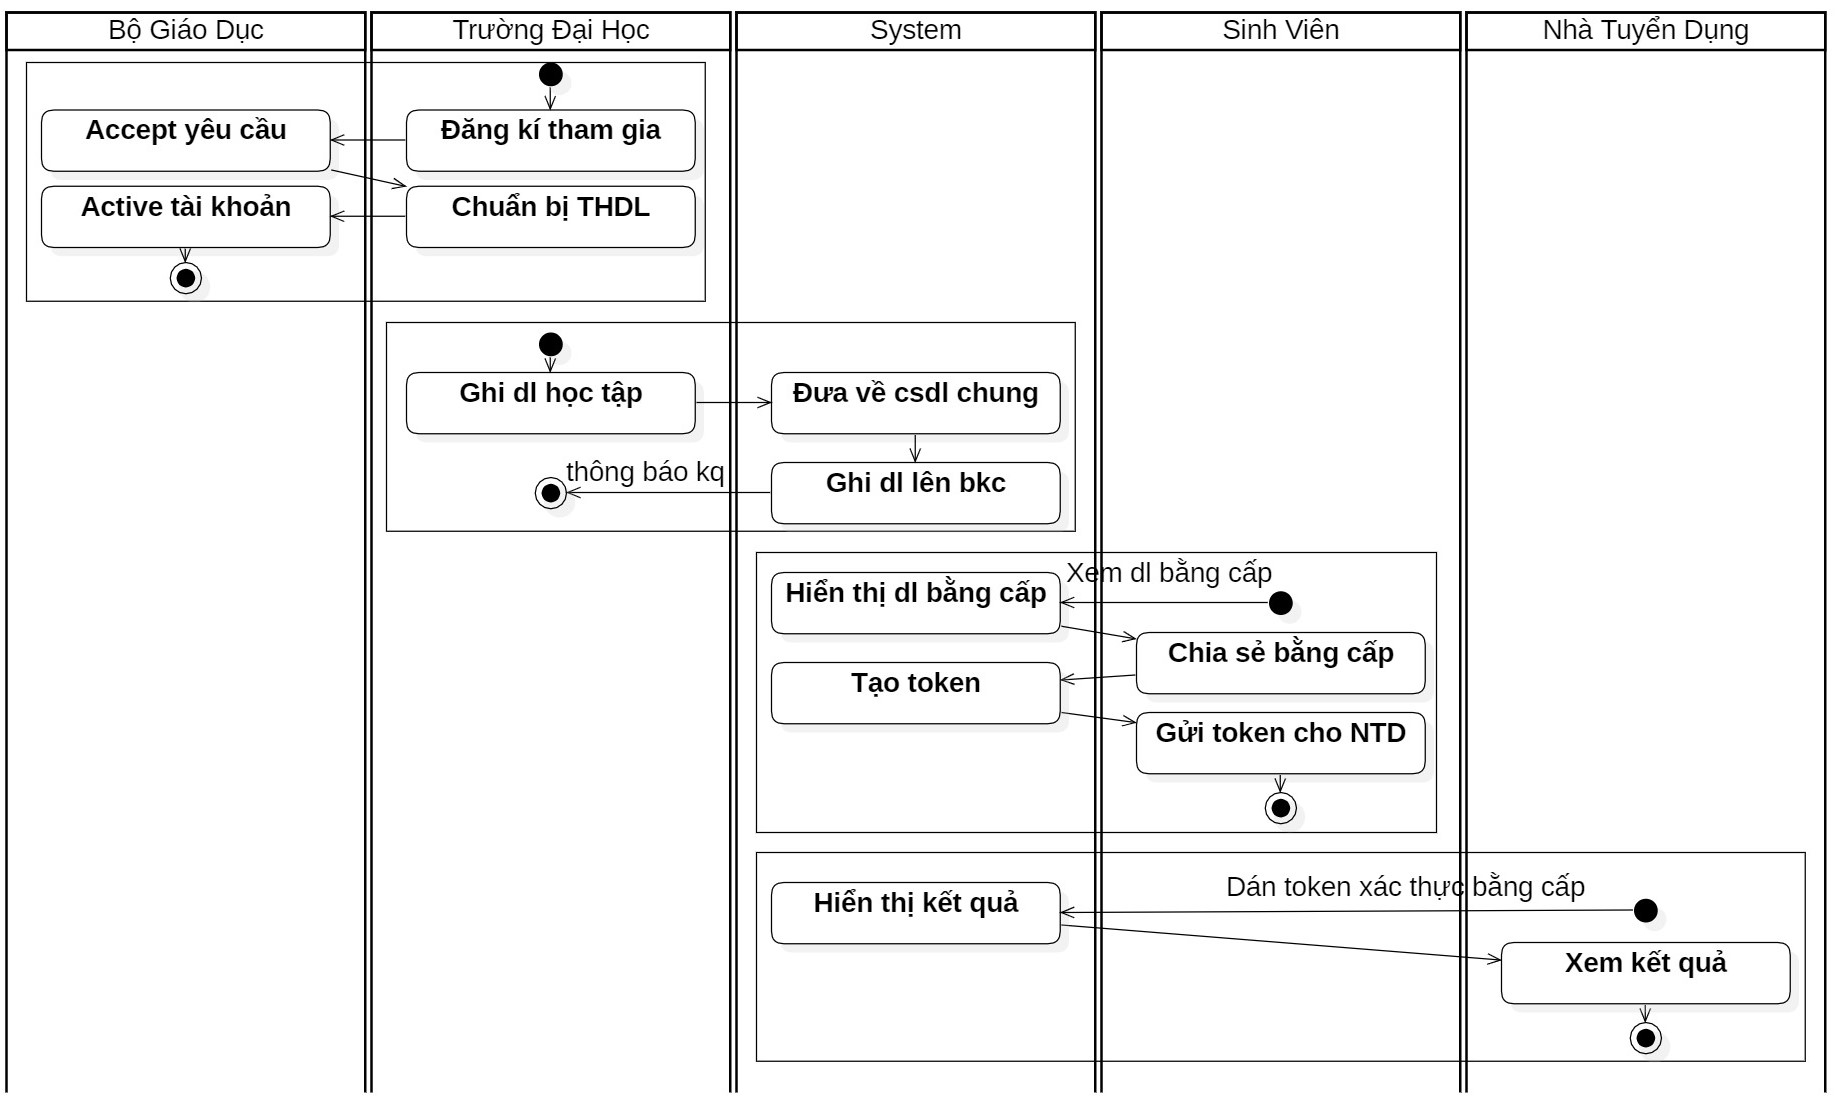 Bộ Giáo Dục
Trường Đại Học
System
Sinh Viên
Nhà Tuyển Dụng
Accept yêu cầu
Đăng kí tham gia
Active tài khoản
Chuẩn bị THDL
Ghi dl học tập
Đưa về csdl chung
thông báo kq
Ghi dl lên bkc
Xem dl bằng cấp
Hiển thị dl bằng cấp
Chia sẻ bằng cấp
Tạo token
Gửi token cho NTD
Dán token xác thực bằng cấp
Hiển thị kết quả
Xem kết quả